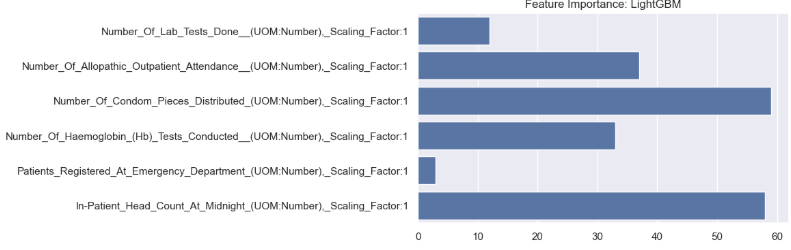 Feature Importance: LightGBM
Number_Of_Lab_Tests_Done__(UOM:Number),_Scaling_Factor:1
Number_Of_Allopathic_Outpatient_Attendance__(UOM:Number),_Scaling_Factor:1
Number_Of_Condom_Pieces_Distributed_(UOM:Number),_Scaling_Factor:1
Number_Of_Haemoglobin_(Hb)_Tests_Conducted__(UOM:Number),_Scaling_Factor:1
Patients_Registered_At_Emergency_Department_(UOM:Number),_Scaling_Factor:1
In-Patient_Head_Count_At_Midnight_(UOM:Number),_Scaling_Factor:1
0 10 20 30 40 50 60